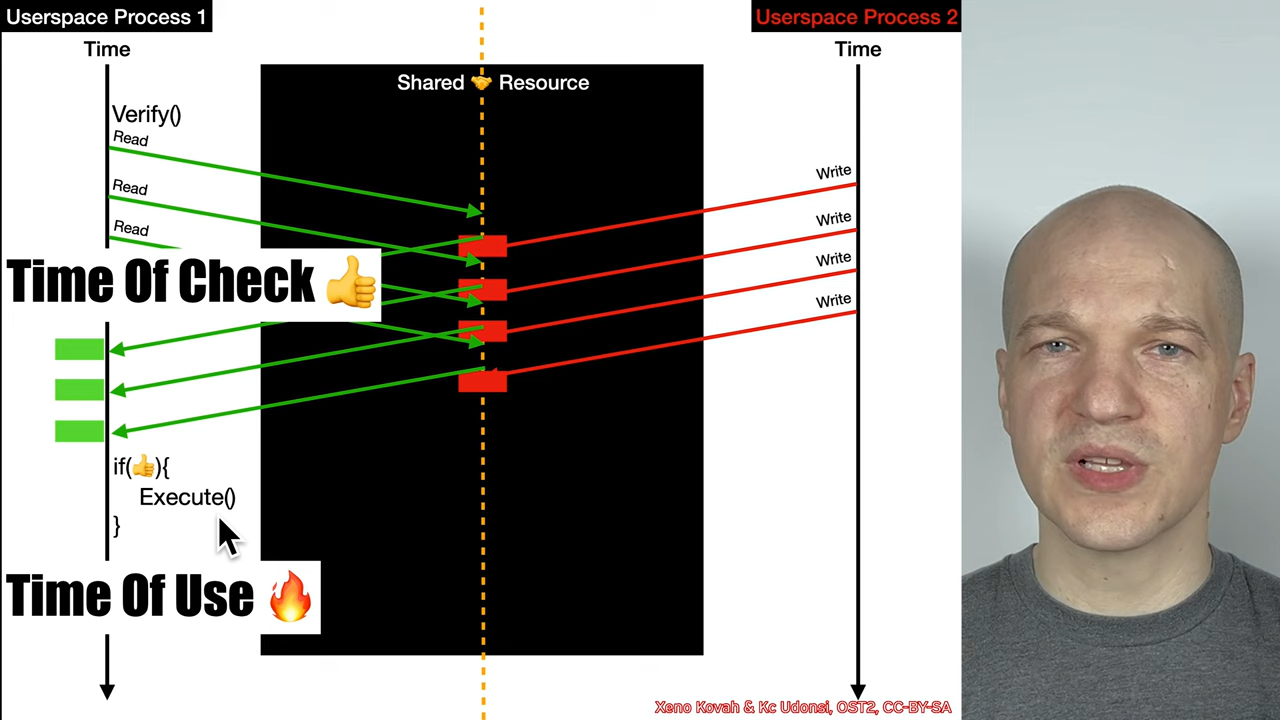 Userspace Process 1
Userspace Process 2
Time
Time
Shared 🤝 Resource
Verify()
Read
Read
Read
Write
Write
Write
Write
Time Of Check 👍
if(👍){
Execute()
}
Time Of Use 🔥
Xeno Kovah & Kc Udonsi, OST2, CC-BY-SA